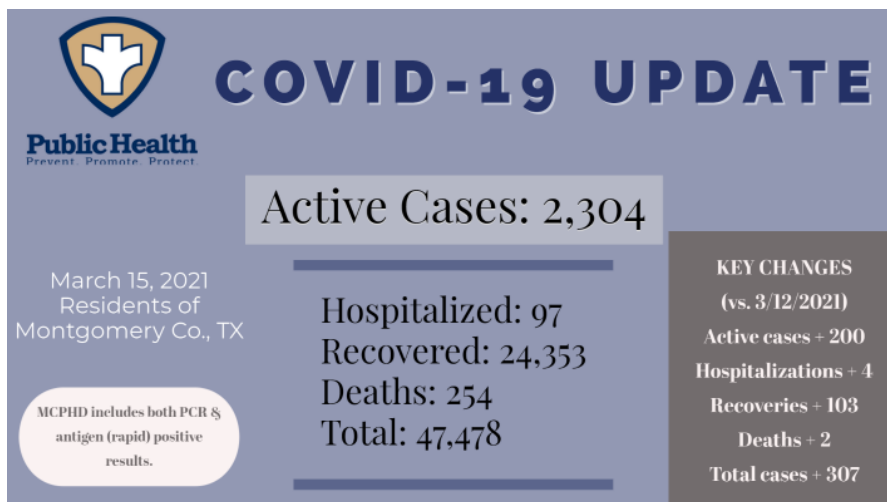 COVID-19 UPDATE
Public Health
Prevent. Promote. Protect.
Active Cases: 2,304
March 15, 2021
Residents of
Montgomery Co., TX
MCPHD includes both PCR &
antigen (rapid) positive
results.
Hospitalized: 97
Recovered: 24,353
Deaths: 254
Total: 47,478
KEY CHANGES
(vs. 3/12/2021)
Active cases + 200
Hospitalizations + 4
Recoveries + 103
Deaths + 2
Total cases + 307